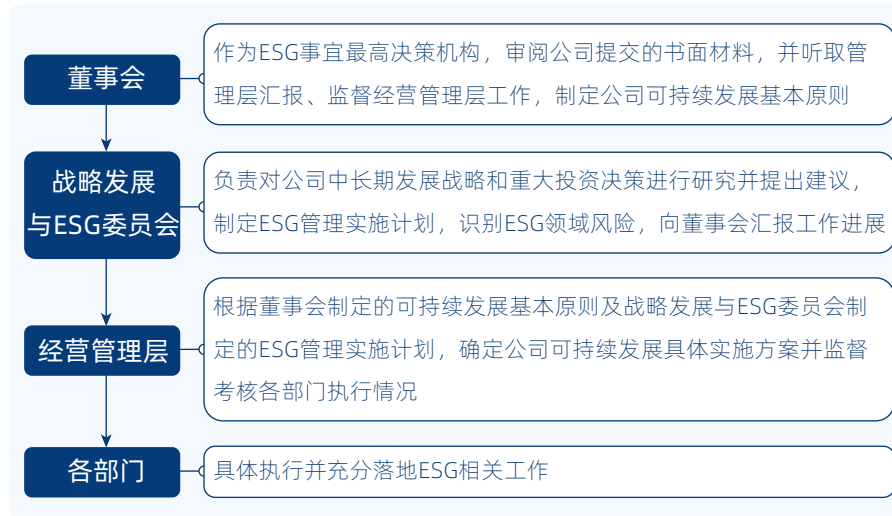 董事会
作为ESG事宜最高决策机构，审阅公司提交的书面材料，并听取管
理层汇报、监督经营管理层工作，制定公司可持续发展基本原则
战略发展
与ESG委员会
负责对公司中长期发展战略和重大投资决策进行研究并提出建议，
制定ESG管理实施计划，识别ESG领域风险，向董事会汇报工作进展
经营管理层
根据董事会制定的可持续发展基本原则及战略发展与ESG委员会制
定的ESG管理实施计划，确定公司可持续发展具体实施方案并监督
考核各部门执行情况
各部门
具体执行并充分落地ESG相关工作